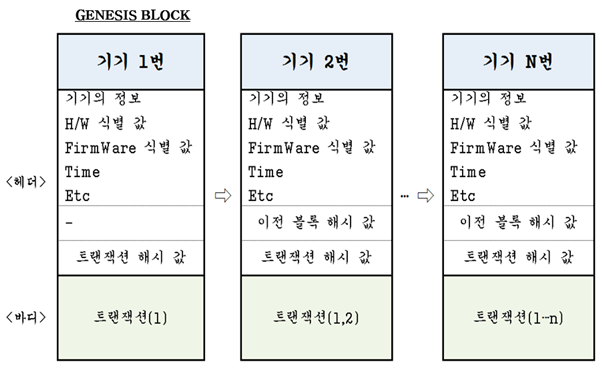 GENESIS BLOCK
기기 1번
기기의 정보
H/W 식별 값
FirmWare 식별 값
Time
Etc
-
트랜잭션 해시 값
트랜잭션(1)
기기 2번
기기의 정보
H/W 식별 값
FirmWare 식별 값
Time
Etc
이전 블록 해시 값
트랜잭션 해시 값
트랜잭션(1,2)
…
기기 N번
기기의 정보
H/W 식별 값
FirmWare 식별 값
Time
Etc
이전 블록 해시 값
트랜잭션 해시 값
트랜잭션(1…n)
<헤더>
<바디>